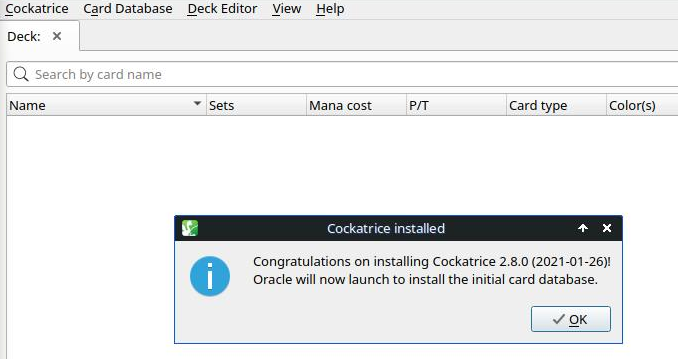 Cockatrice Card Database Deck Editor View Help
Deck:
Search by card name
Name Sets Mana cost P/T Card type Color(s)
Cockatrice installed
Congratulations on installing Cockatrice 2.8.0 (2021-01-26)!
Oracle will now launch to install the initial card database.
OK